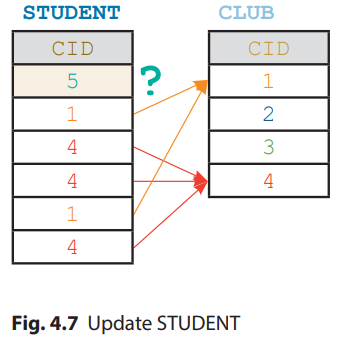 STUDENT CLUB
CID CID
5 ? 1
1 2
4 3
4 4
1
4
Fig. 4.7 Update STUDENT